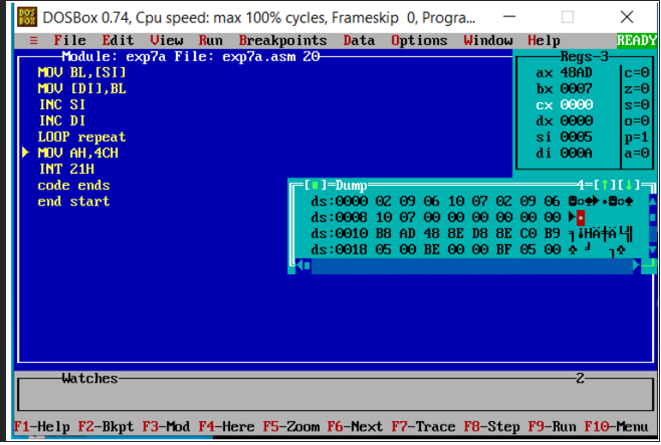 DOSBox 0.74, Cpu speed: max 100% cycles, Frameskip 0, Progra...
≡ File Edit View Run Breakpoints Data Options Window Help READY
Module: exp7a File: exp7a.asm 20
MOV BL,[SI]
MOV [DI],BL
INC SI
INC DI
LOOP repeat
MOV AH,4CH
INT 21H
code ends
end start
Regs-3
ax 48AD c=0
bx 0007 z=0
cx 0000 s=0
dx 0000 o=0
si 0005 p=1
di 000A a=0
[■]=Dump 4=[↑][↓]
ds:0000 02 09 06 10 07 02 09 06
ds:0008 10 07 00 00 00 00 00 00
ds:0010 B8 AD 48 8E D8 8E C0 B9
ds:0018 05 00 BE 00 00 BF 05 00
Watches 2
F1-Help F2-Bkpt F3-Mod F4-Here F5-Zoom F6-Next F7-Trace F8-Step F9-Run F10-Menu